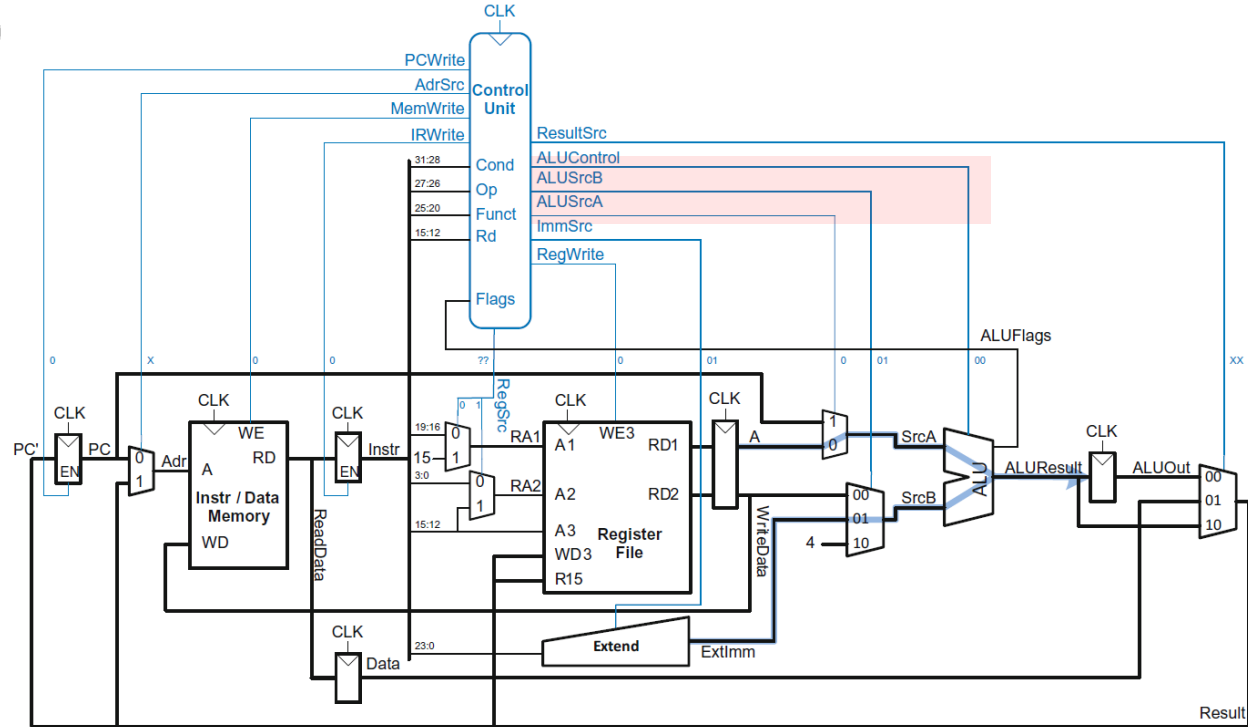 CLK
PCWrite
AdrSrc
MemWrite
IRWrite
Control
Unit
ResultSrc
ALUControl
ALUSrcB
ALUSrcA
ImmSrc
RegWrite
31:28
Cond
27:26
Op
25:20
Funct
15:12
Rd
Flags
ALUFlags
0
X
0
0
??
0
01
0
01
00
XX
RegSrc
0
1
CLK
PC'
PC
EN
0
1
Adr
CLK
WE
A
RD
Instr / Data
Memory
WD
ReadData
CLK
Instr
EN
19:16
15
0
1
RA1
3:0
0
1
RA2
15:12
CLK
A1
WE3
RD1
A2
RD2
A3
Register
File
WD3
R15
CLK
A
WriteData
1
0
SrcA
00
01
10
4
SrcB
ALU
ALUResult
CLK
ALUOut
00
01
10
23:0
Extend
ExtImm
CLK
Data
Result